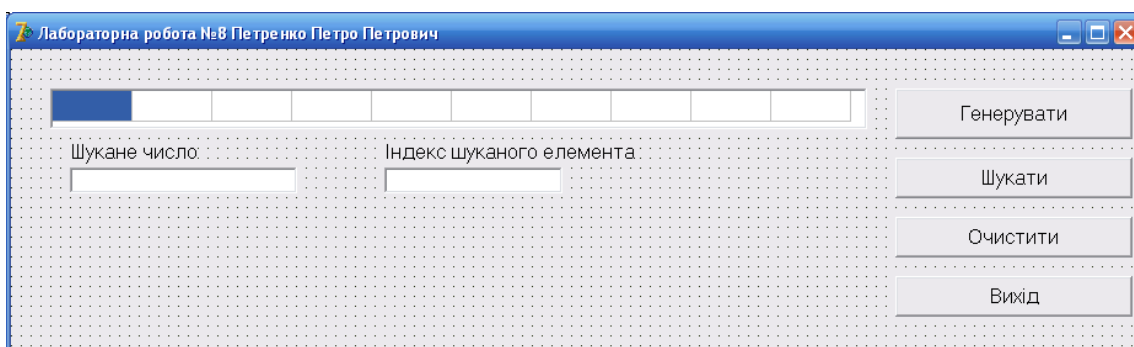 Лабораторна робота №8 Петренко Петро Петрович
Генерувати
Шукане число:
Індекс шуканого елемента
Шукати
Очистити
Вихід